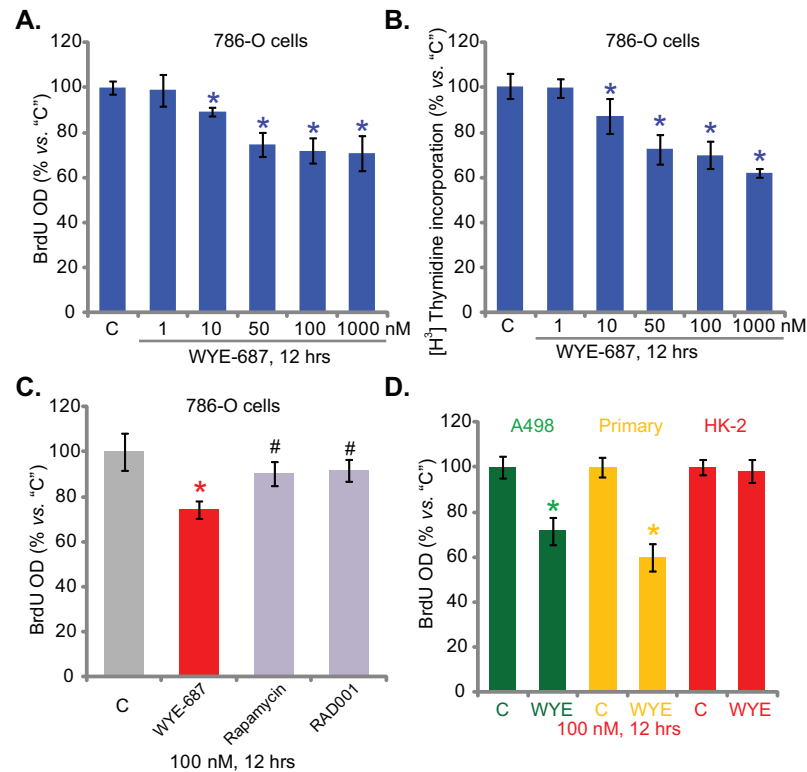 A.
786-O cells
BrdU OD (% vs. “C”)
120
100
80
60
40
20
0
*
*
*
*
C 1 10 50 100 1000 nM
WYE-687, 12 hrs
B.
786-O cells
[H³] Thymidine incorporation (% vs. “C”)
120
100
80
60
40
20
0
*
*
*
*
C 1 10 50 100 1000 nM
WYE-687, 12 hrs
C.
786-O cells
BrdU OD (% vs. “C”)
120
100
80
60
40
20
0
*
#
#
C WYE-687 Rapamycin RAD001
100 nM, 12 hrs
D.
A498 Primary HK-2
BrdU OD (% vs. “C”)
120
100
80
60
40
20
0
*
*
C WYE C WYE C WYE
100 nM, 12 hrs